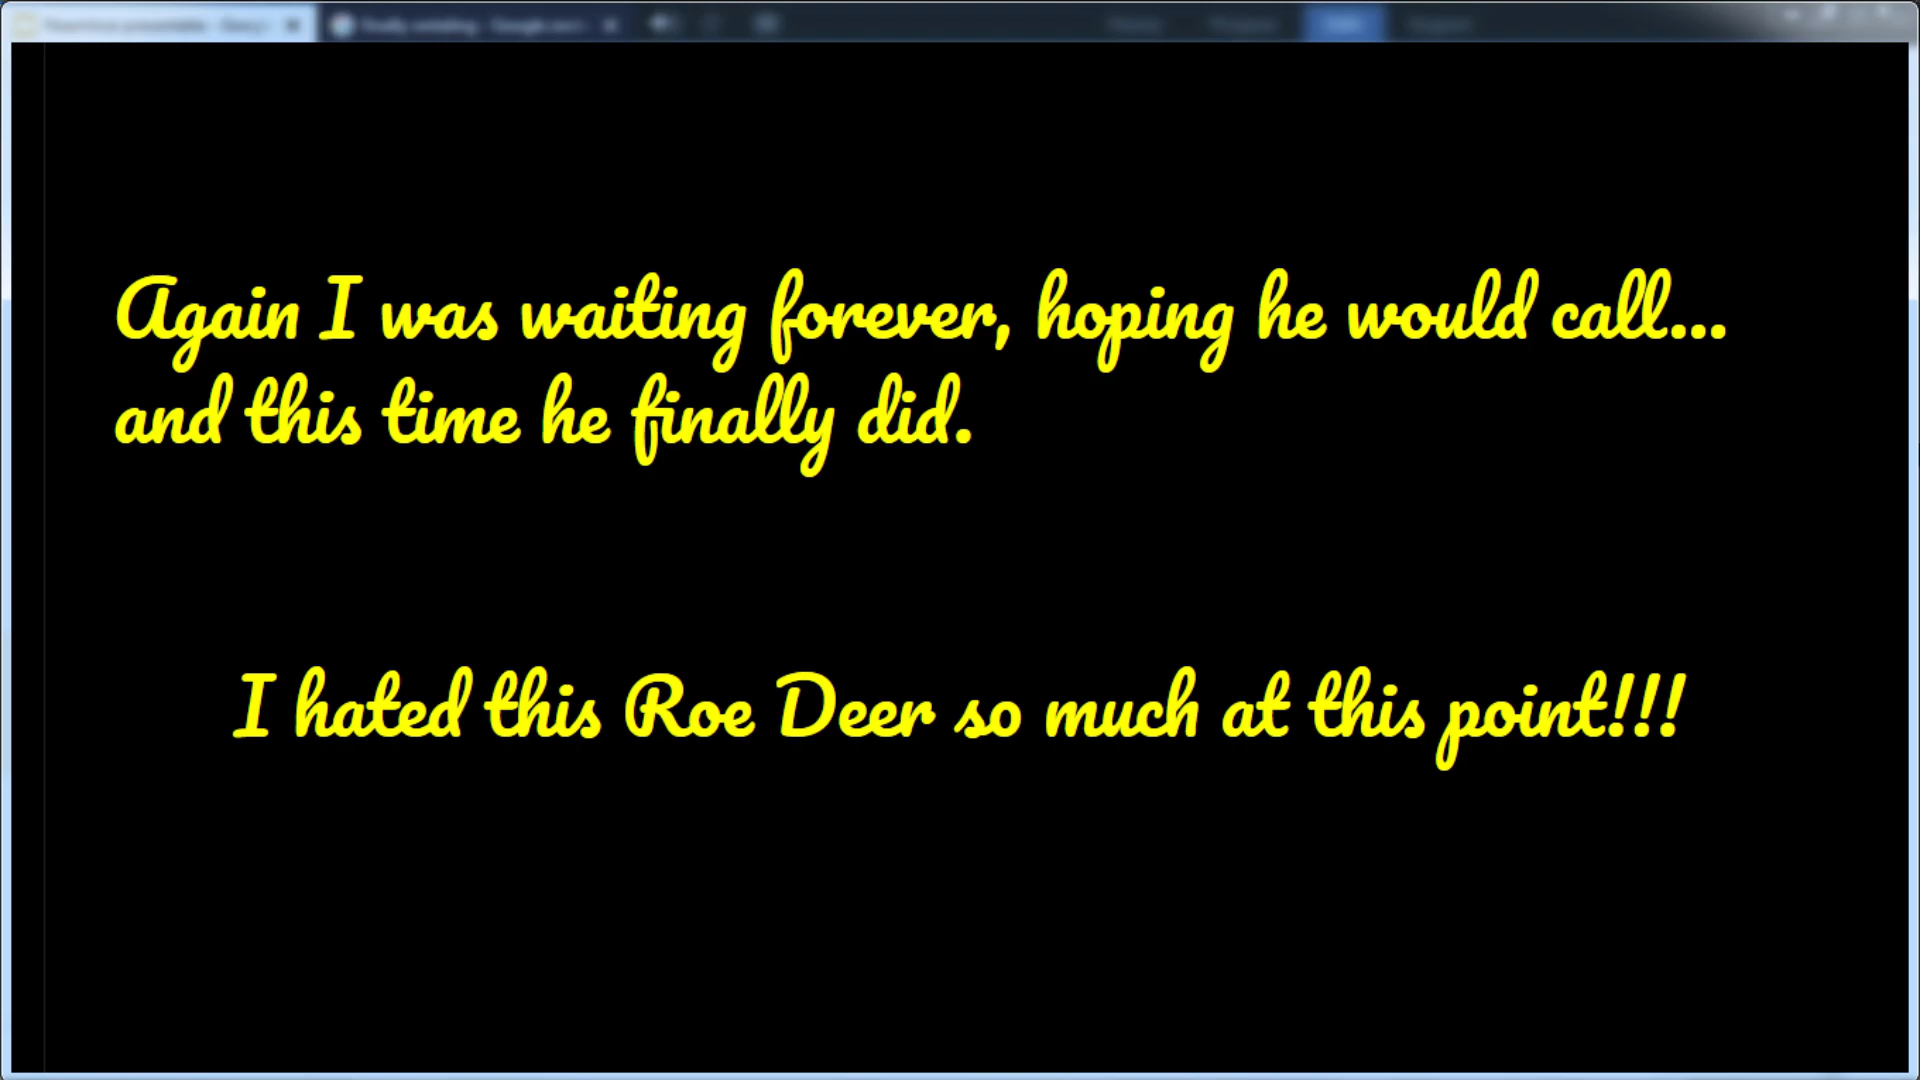 Again I was waiting forever, hoping he would call...
and this time he finally did.
I hated this Roe Deer so much at this point!!!